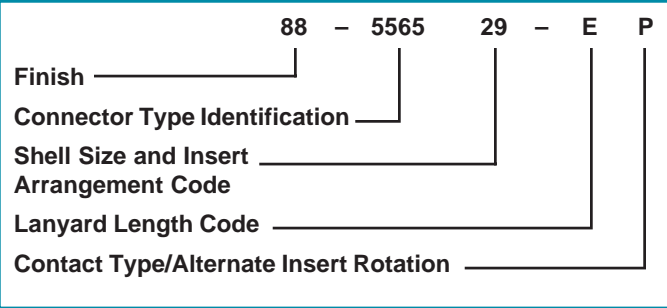 88 – 5565 29 – E P
Finish
Connector Type Identification
Shell Size and Insert
Arrangement Code
Lanyard Length Code
Contact Type/Alternate Insert Rotation